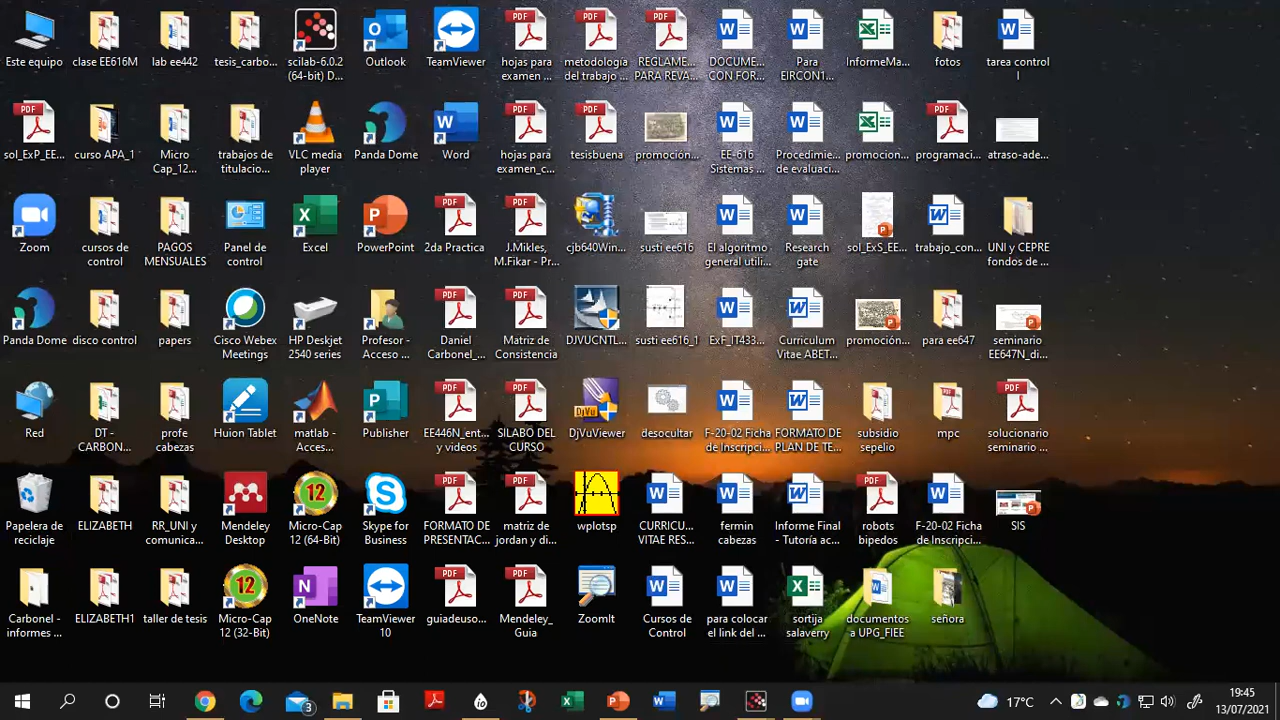 Este equipo
clase EE616M
lab ee442
tesis_carbo...
scilab-6.0.2
(64-bit) D...
Outlook
TeamViewer
hojas para
examen ...
metodología
del trabajo ...
REGLAME...
PARA REVA...
DOCUME...
CON FOR...
Para
EIRCON1...
InformeMa...
fotos
tarea control
I
sol_ExP_EE...
curso APA_1
Micro
Cap_12...
trabajos de
titulacio...
VLC media
player
Panda Dome
Word
hojas para
examen_c...
tesisbuena
promoción...
EE-616
Sistemas ...
Procedimie...
de evaluaci...
promocion...
programaci...
atraso-ade...
Zoom
cursos de
control
PAGOS
MENSUALES
Panel de
control
Excel
PowerPoint
2da Practica
J.Mikles,
M.Fikar - Pr...
cjb640Win...
susti ee616
El algoritmo
general utili...
Research
gate
sol_ExS_EE...
trabajo_con...
UNI y CEPRE
fondos de ...
Panda Dome
disco control
papers
Cisco Webex
Meetings
HP Deskjet
2540 series
Profesor -
Acceso ...
Daniel
Carbonel_...
Matriz de
Consistencia
DJVUCNTL...
susti ee616_1
ExF_IT433...
Curriculum
Vitae ABET...
promoción...
para ee647
seminario
EE647N_di...
Red
DT -
CARBON...
profe
cabezas
Huion Tablet
matlab -
Acces...
Publisher
EE446N_ent...
y videos
SILABO DEL
CURSO
DjVu
DjVuViewer
desocultar
F-20-02 Ficha
de Inscripci...
FORMATO DE
PLAN DE TE...
subsidio
sepelio
mpc
solucionario
seminario ...
Papelera de
reciclaje
ELIZABETH
RR_UNI y
comunica...
Mendeley
Desktop
Micro-Cap
12 (64-Bit)
Skype for
Business
FORMATO DE
PRESENTAC...
matriz de
jordan y di...
wplotsp
CURRICU...
VITAE RES...
fermin
cabezas
Informe Final
- Tutoría ac...
robots
bipedos
F-20-02 Ficha
de Inscripci...
SIS
Carbonel -
informes ...
ELIZABETH1
taller de tesis
Micro-Cap
12 (32-Bit)
OneNote
TeamViewer
10
guiadeuso...
Mendeley_
Guia
ZoomIt
Cursos de
Control
para colocar
el link del ...
sortija
salaverry
documentos
a UPG_FIEE
señora
3
17°C
19:45
13/07/2021